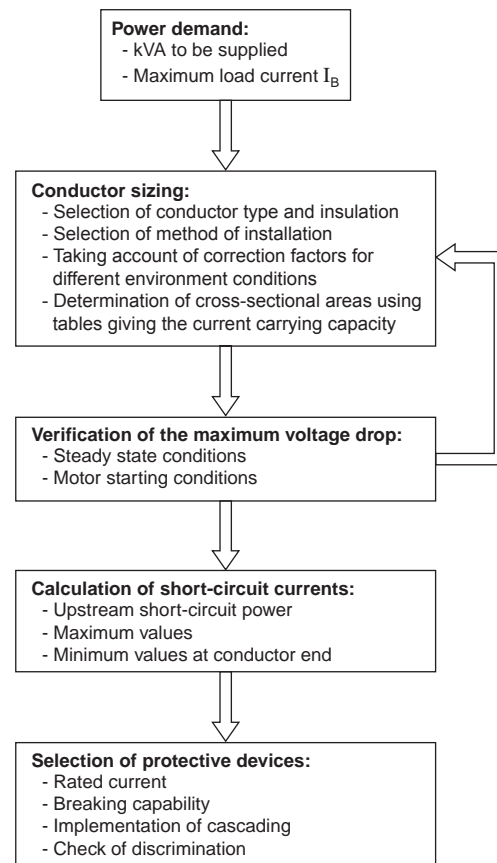 Power demand:
- kVA to be supplied
- Maximum load current I_B
Conductor sizing:
- Selection of conductor type and insulation
- Selection of method of installation
- Taking account of correction factors for
different environment conditions
- Determination of cross-sectional areas using
tables giving the current carrying capacity
Verification of the maximum voltage drop:
- Steady state conditions
- Motor starting conditions
Calculation of short-circuit currents:
- Upstream short-circuit power
- Maximum values
- Minimum values at conductor end
Selection of protective devices:
- Rated current
- Breaking capability
- Implementation of cascading
- Check of discrimination